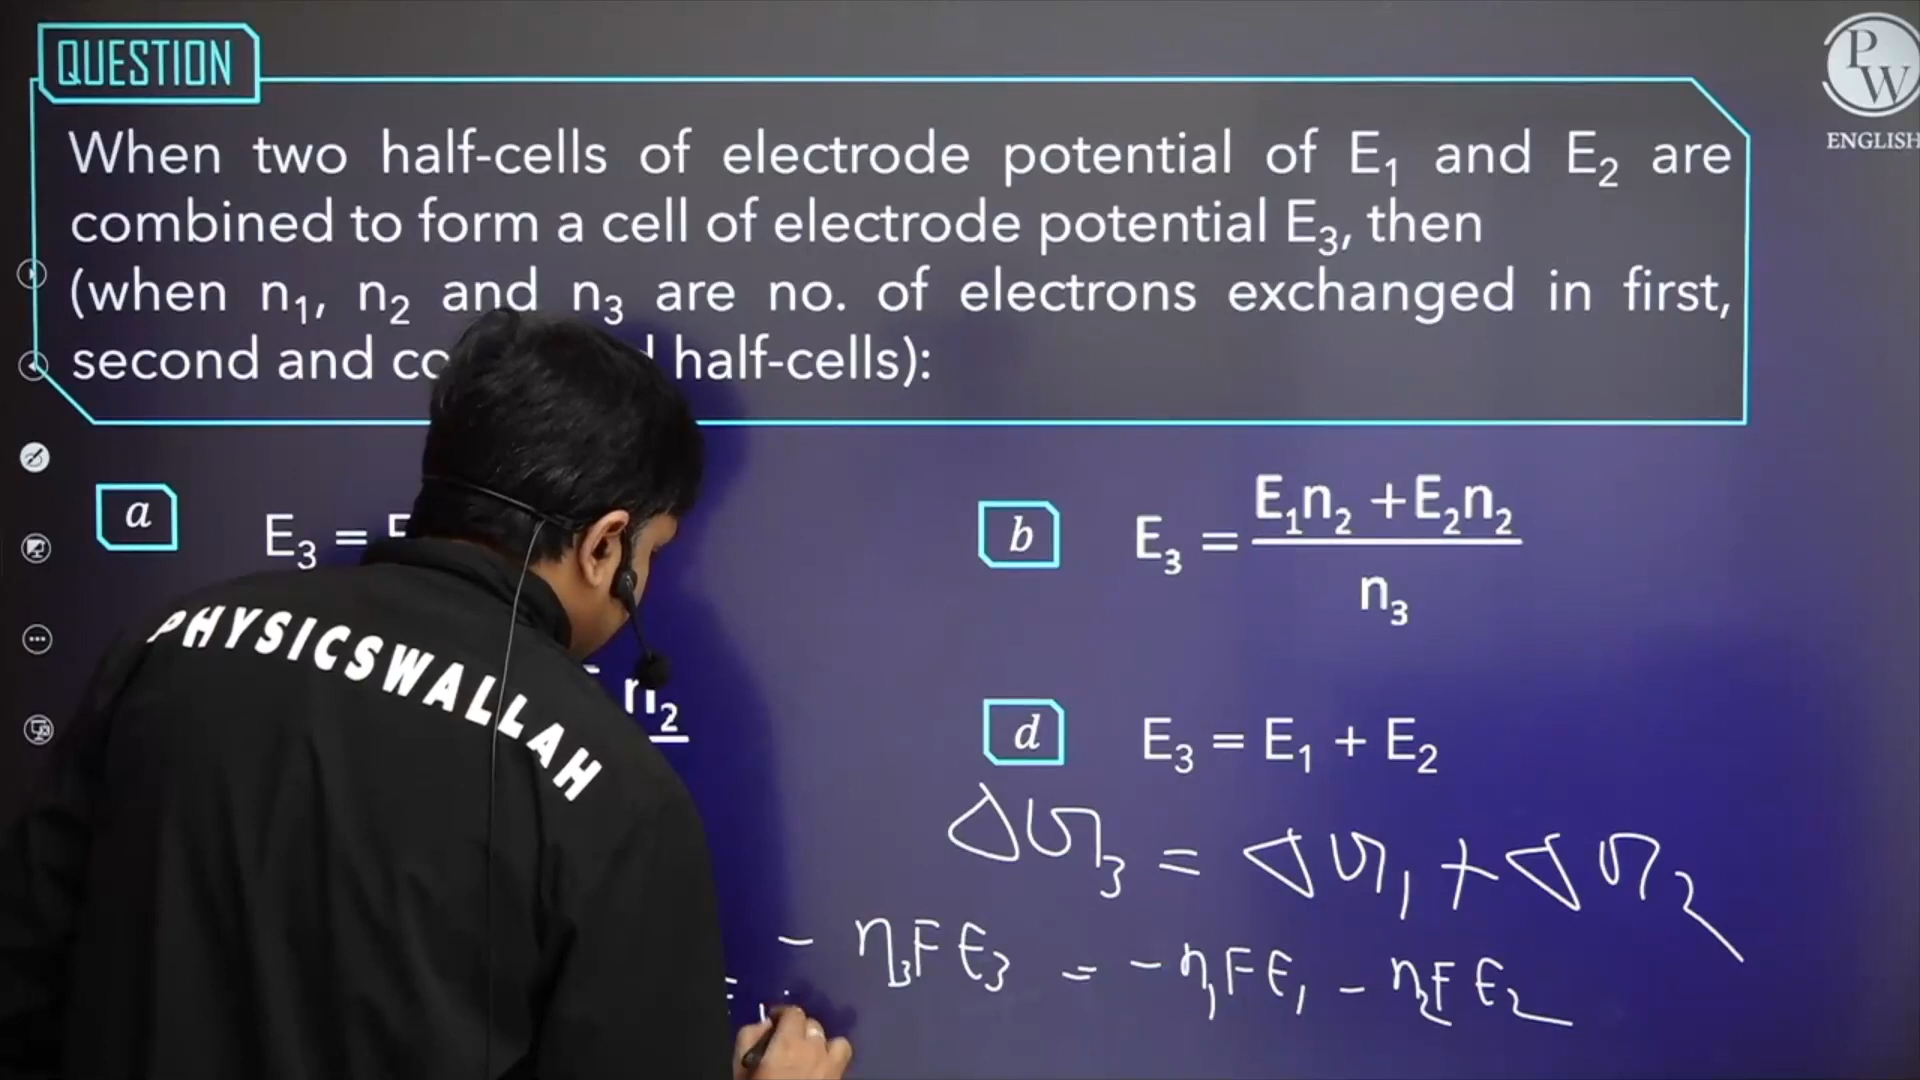 QUESTION
PW
ENGLISH
When two half-cells of electrode potential of E₁ and E₂ are
combined to form a cell of electrode potential E₃, then
(when n₁, n₂ and n₃ are no. of electrons exchanged in first,
second and half-cells):
a E₃ =
b E₃ = (E₁n₂ + E₂n₂) / n₃
n₂
d E₃ = E₁ + E₂
ΔG₃ = ΔG₁ + ΔG₂
- n₃FE₃ = - n₁FE₁ - n₂FE₂
PHYSICSWALLAH